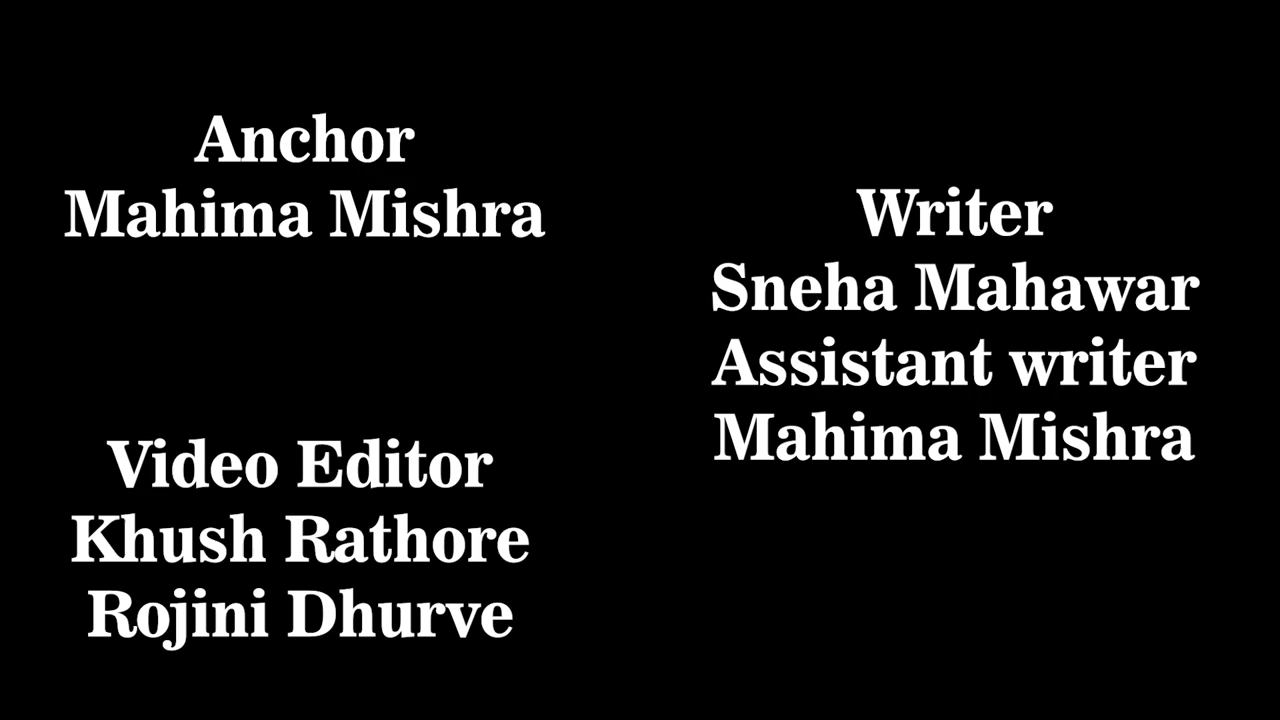 Anchor
Mahima Mishra
Video Editor
Khush Rathore
Rojini Dhurve
Writer
Sneha Mahawar
Assistant writer
Mahima Mishra